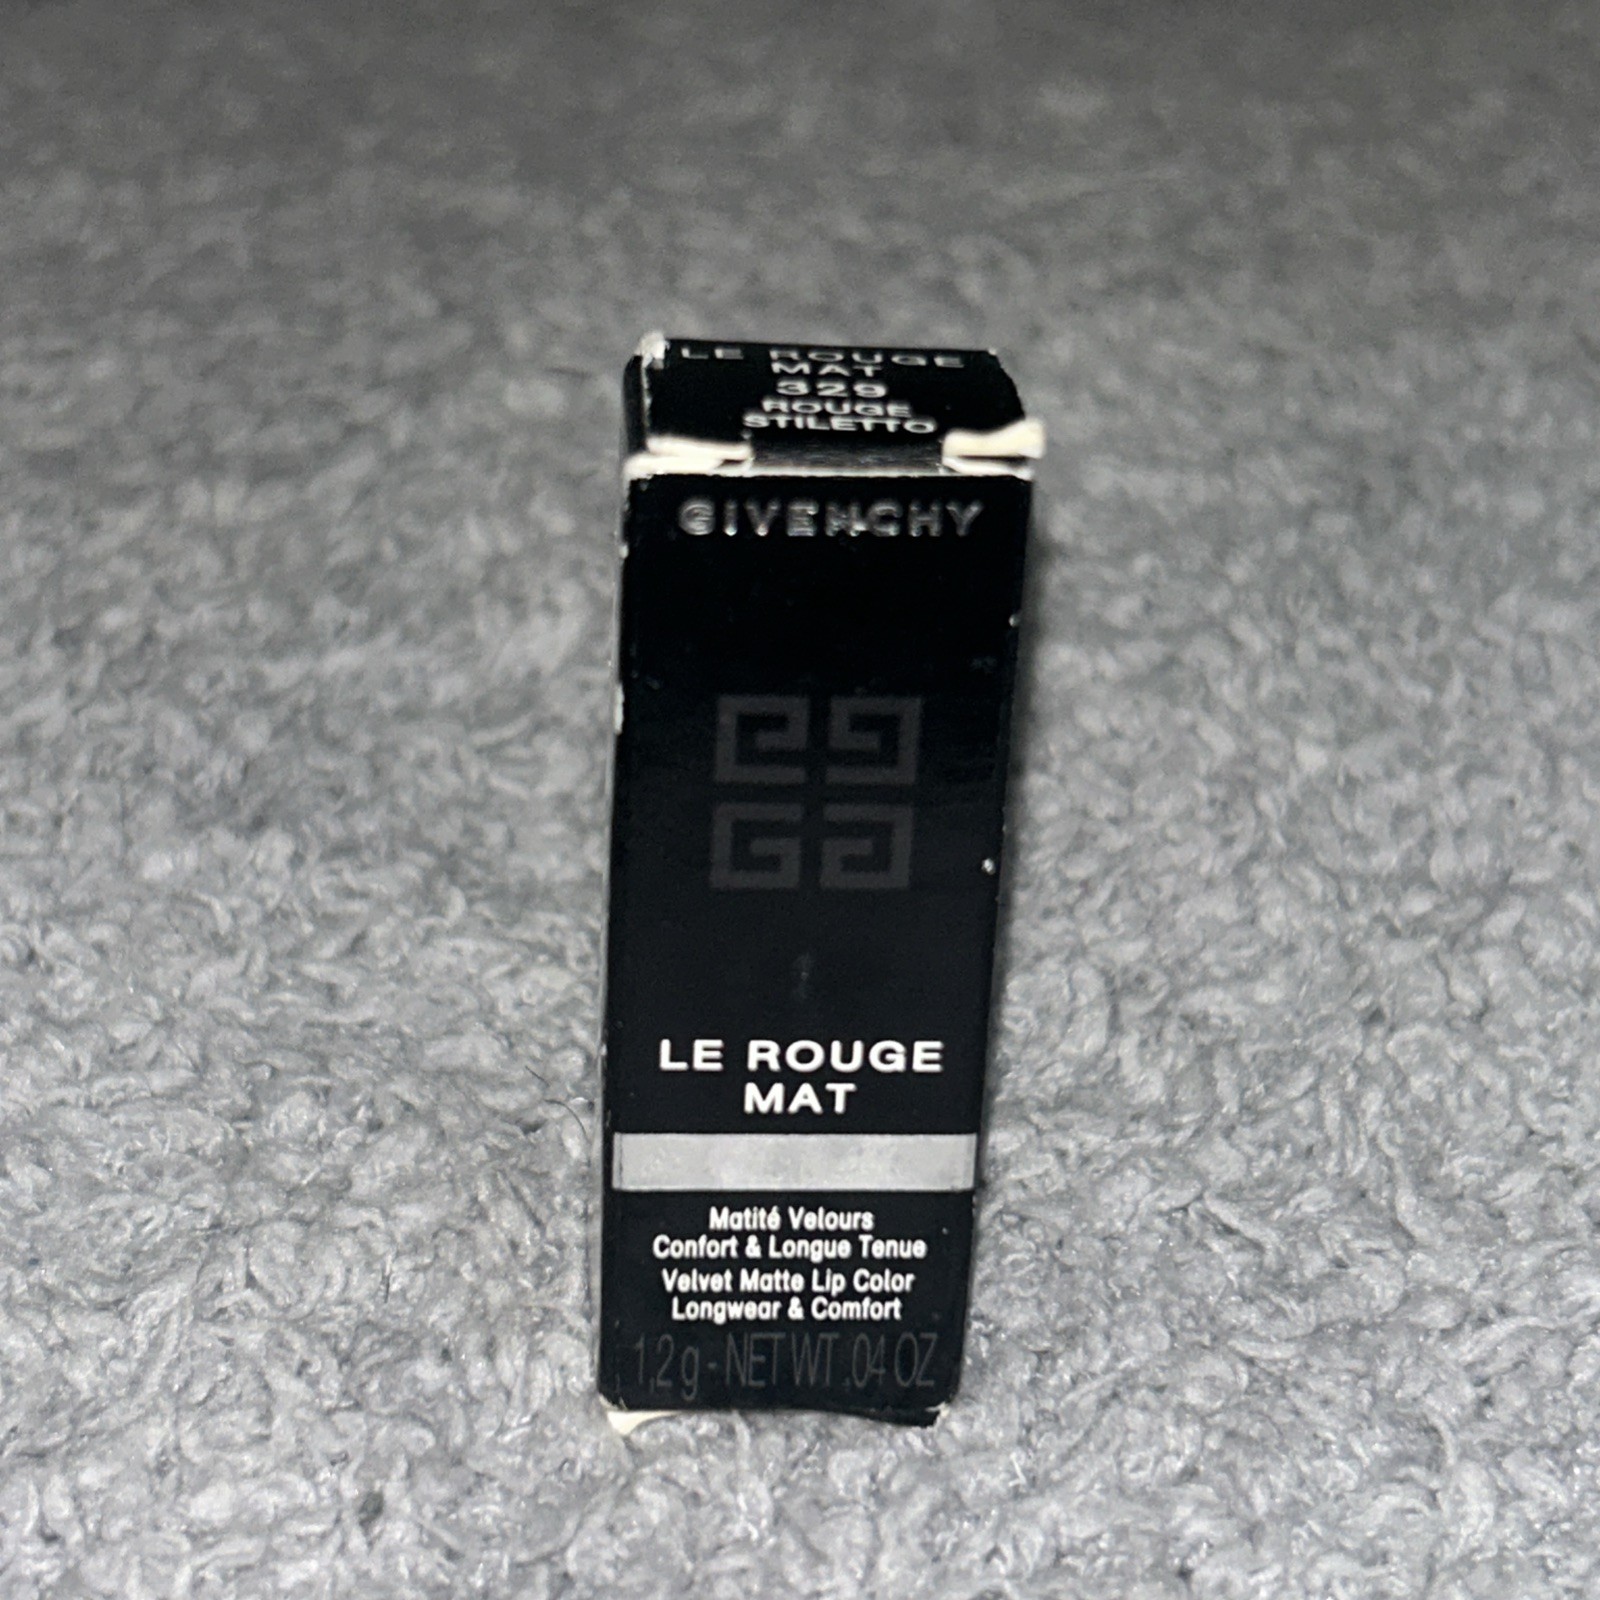 LE ROUGE
MAT
329
ROUGE
STILETTO
GIVENCHY
LE ROUGE
MAT
Matité Velours
Confort & Longue Tenue
Velvet Matte Lip Color
Longwear & Comfort
1,2 g - NET WT .04 OZ